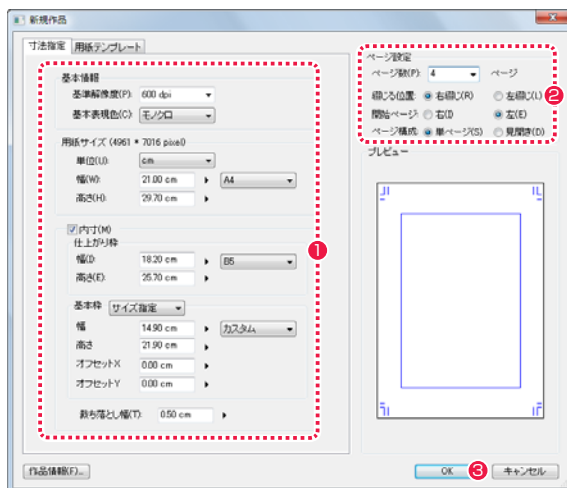 新規作品
寸法指定 用紙テンプレート
基本情報
基準解像度(P): 600 dpi
基本表現色(C): モノクロ
用紙サイズ (4961 * 7016 pixel)
単位(U): cm
幅(W): 21.00 cm A4
高さ(H): 29.70 cm
内寸(M)
仕上がり枠
幅(I): 18.20 cm B5
高さ(E): 25.70 cm
基本枠 サイズ指定
幅 14.90 cm カスタム
高さ 21.90 cm
オフセットX 0.00 cm
オフセットY 0.00 cm
裁ち落とし幅(T): 0.50 cm
1
ページ設定
ページ数(P): 4 ページ
綴じる位置: 右綴じ(R) 左綴じ(L)
2
開始ページ: 右(I) 左(E)
ページ構成: 単ページ(S) 見開き(D)
プレビュー
作品情報(F)...
OK 3 キャンセル